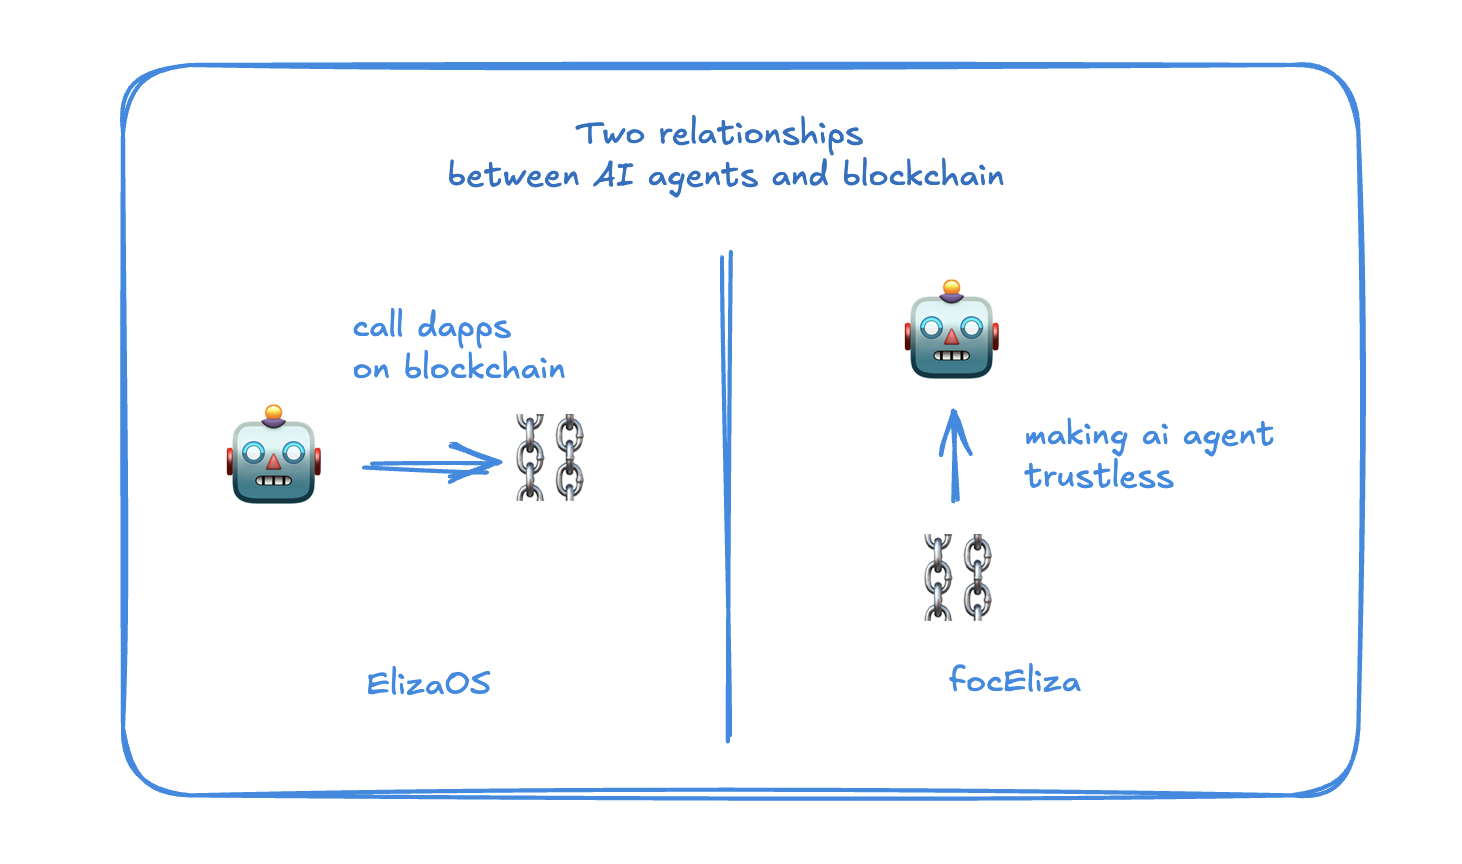 Two relationships
between AI agents and blockchain
call dapps
on blockchain
ElizaOS
making ai agent
trustless
focEliza